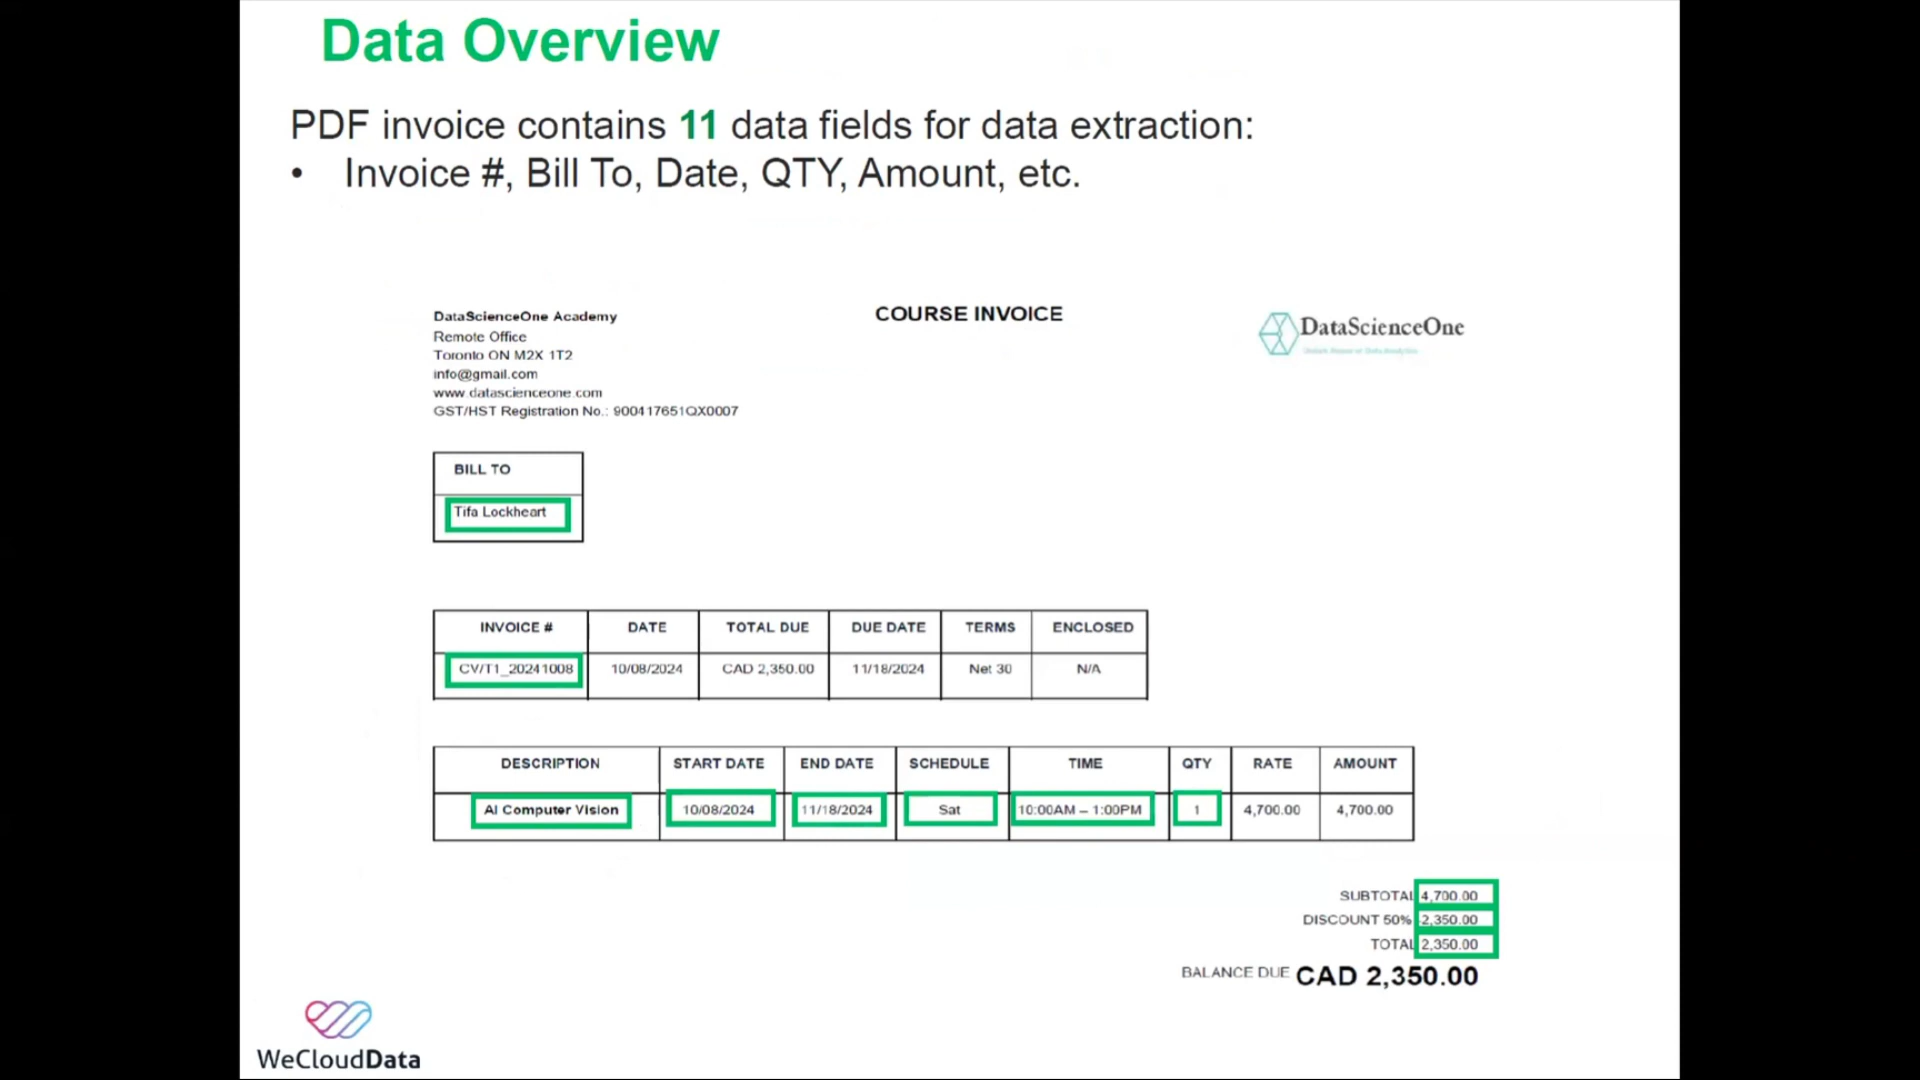 Data Overview
PDF invoice contains 11 data fields for data extraction:
• Invoice #, Bill To, Date, QTY, Amount, etc.
DataScienceOne Academy
Remote Office
Toronto ON M2X 1T2
info@gmail.com
www.datascienceone.com
GST/HST Registration No.: 900417651QX0007
COURSE INVOICE
DataScienceOne
BILL TO
Tifa Lockheart
INVOICE # DATE TOTAL DUE DUE DATE TERMS ENCLOSED
CV/T1_20241008 10/08/2024 CAD 2,350.00 11/18/2024 Net 30 N/A
DESCRIPTION START DATE END DATE SCHEDULE TIME QTY RATE AMOUNT
AI Computer Vision 10/08/2024 11/18/2024 Sat 10:00AM – 1:00PM 1 4,700.00 4,700.00
SUBTOTAL 4,700.00
DISCOUNT 50% 2,350.00
TOTAL 2,350.00
BALANCE DUE CAD 2,350.00
WeCloudData